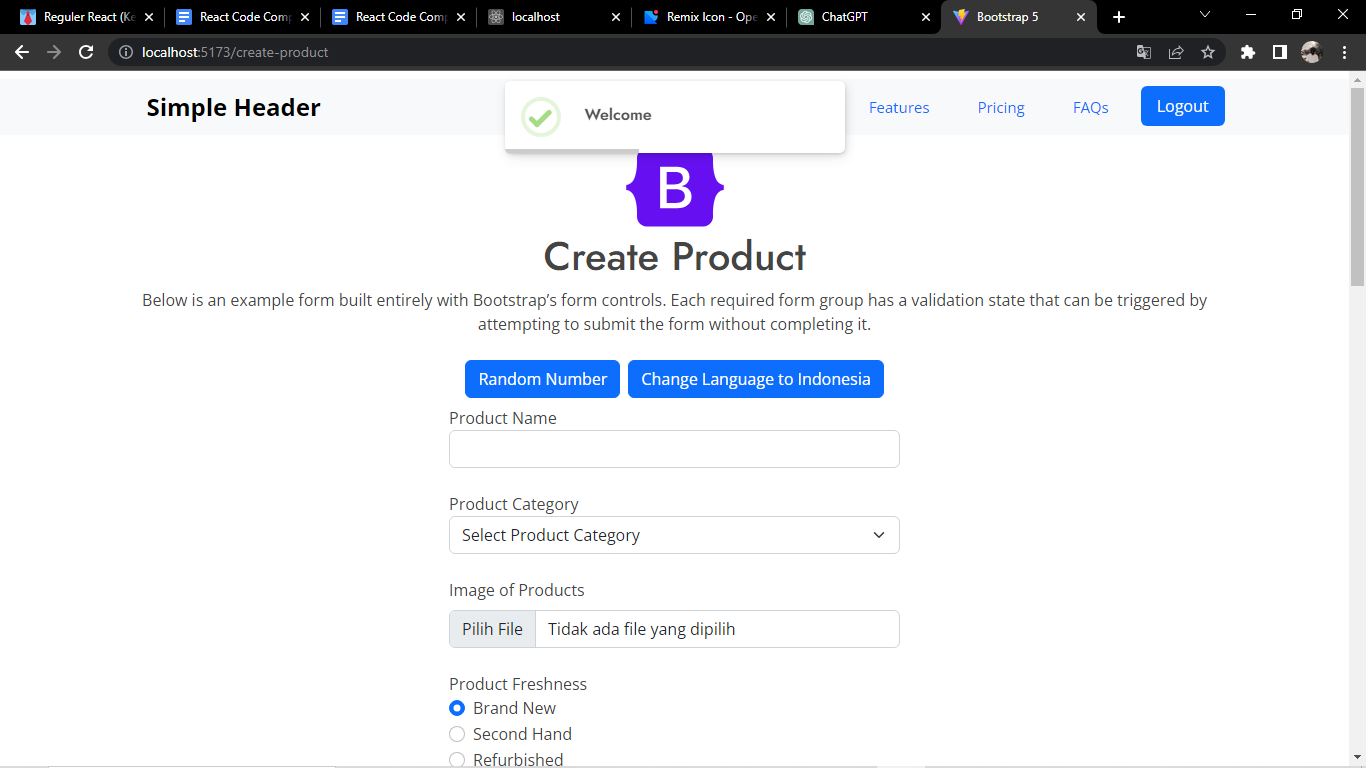 Reguler React (Ke
React Code Comp
React Code Comp
localhost
Remix Icon - Ope
ChatGPT
Bootstrap 5
localhost:5173/create-product
Simple Header
Welcome
Features
Pricing
FAQs
Logout
B
Create Product
Below is an example form built entirely with Bootstrap’s form controls. Each required form group has a validation state that can be triggered by
attempting to submit the form without completing it.
Random Number
Change Language to Indonesia
Product Name
Product Category
Select Product Category
Image of Products
Pilih File
Tidak ada file yang dipilih
Product Freshness
Brand New
Second Hand
Refurbished